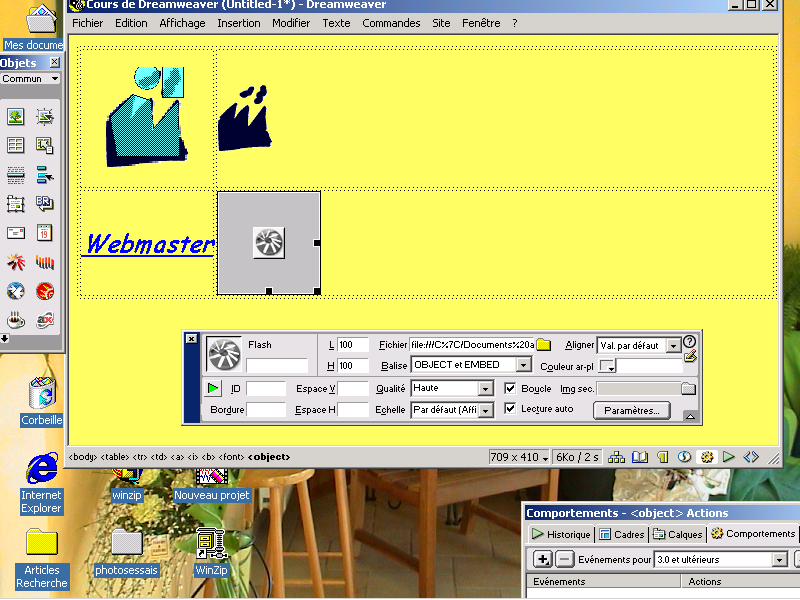 Cours de Dreamweaver (Untitled-1*) - Dreamweaver
Fichier Edition Affichage Insertion Modifier Texte Commandes Site Fenêtre ?
Mes docume
Objets
Commun
BR
19
Webmaster
Flash
L 100
Fichier file:///C%7C/Documents%20a
Aligner Val. par défaut
H 100
Balise OBJECT et EMBED
Couleur ar-pl
ID
Espace V
Qualité Haute
Boucle
Img sec.
Bordure
Espace H
Echelle Par défaut (Affi
Lecture auto
Paramètres...
<body> <table> <tr> <td> <a> <i> <b> <font> <object>
709 x 410
6Ko / 2 s
Corbeille
Internet
Explorer
winzip
Nouveau projet
Articles
Recherche
photosessais
WinZip
Comportements - <object> Actions
Historique Cadres Calques Comportements
Evénements pour 3.0 et ultérieurs
Evénements Actions